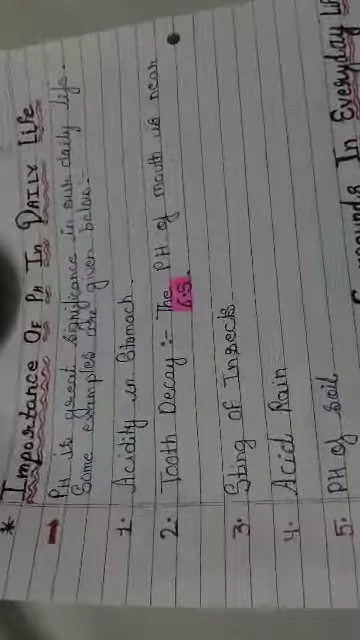 * Importance Of PH In Daily Life
→ PH is great significance in our daily life.
Some examples are given below:-
1. Acidity in Stomach.
2. Tooth Decay :- The PH of mouth is near
5.5.
3. Sting of Insects
4. Acid Rain
5. PH of Soil
In Everyday